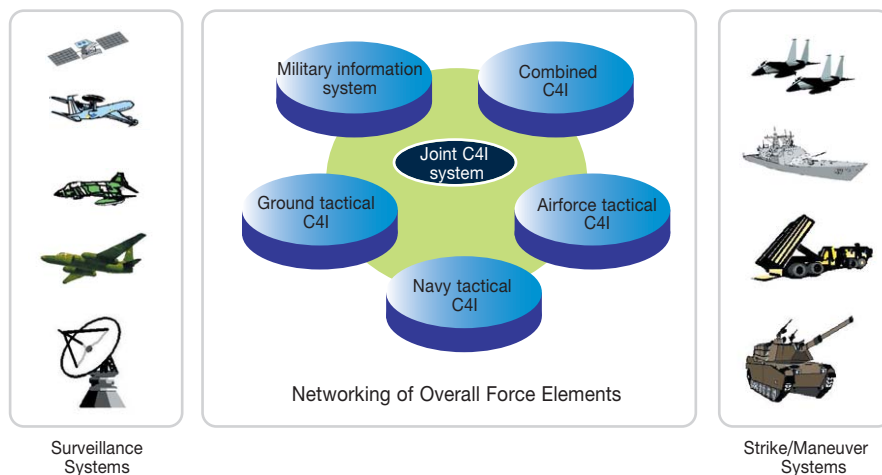 Military information
system
Combined
C4I
Joint C4I
system
Ground tactical
C4I
Airforce tactical
C4I
Navy tactical
C4I
Networking of Overall Force Elements
Surveillance
Systems
Strike/Maneuver
Systems